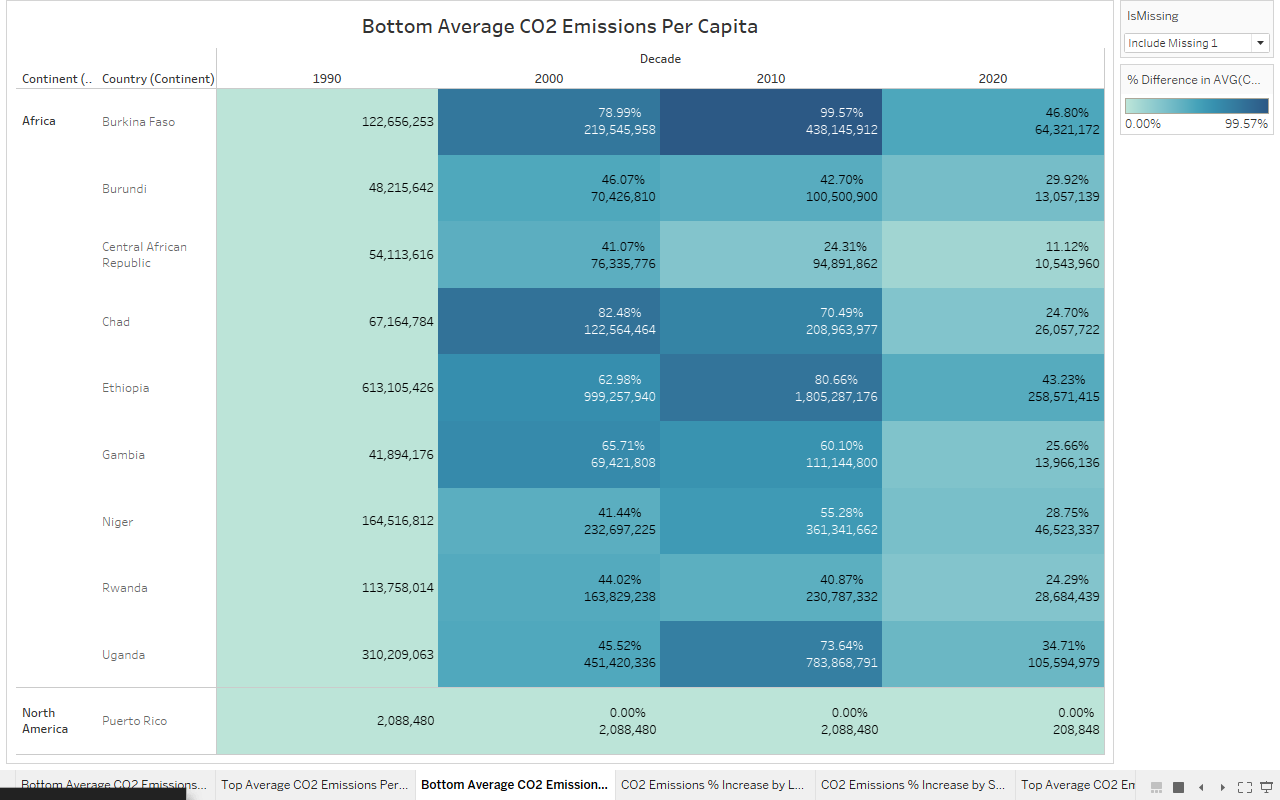 Bottom Average CO2 Emissions Per Capita
Decade
Continent (.. Country (Continent) 1990 2000 2010 2020
Africa
Burkina Faso 122,656,253 78.99% 219,545,958 99.57% 438,145,912 46.80% 64,321,172
Burundi 48,215,642 46.07% 70,426,810 42.70% 100,500,900 29.92% 13,057,139
Central African Republic 54,113,616 41.07% 76,335,776 24.31% 94,891,862 11.12% 10,543,960
Chad 67,164,784 82.48% 122,564,464 70.49% 208,963,977 24.70% 26,057,722
Ethiopia 613,105,426 62.98% 999,257,940 80.66% 1,805,287,176 43.23% 258,571,415
Gambia 41,894,176 65.71% 69,421,808 60.10% 111,144,800 25.66% 13,966,136
Niger 164,516,812 41.44% 232,697,225 55.28% 361,341,662 28.75% 46,523,337
Rwanda 113,758,014 44.02% 163,829,238 40.87% 230,787,332 24.29% 28,684,439
Uganda 310,209,063 45.52% 451,420,336 73.64% 783,868,791 34.71% 105,594,979
North America
Puerto Rico 2,088,480 0.00% 2,088,480 0.00% 2,088,480 0.00% 208,848
IsMissing
Include Missing 1
% Difference in AVG(C...
0.00% 99.57%
Bottom Average CO2 Emissions... Top Average CO2 Emissions Per... Bottom Average CO2 Emission... CO2 Emissions % Increase by L... CO2 Emissions % Increase by S... Top Average CO2 Em